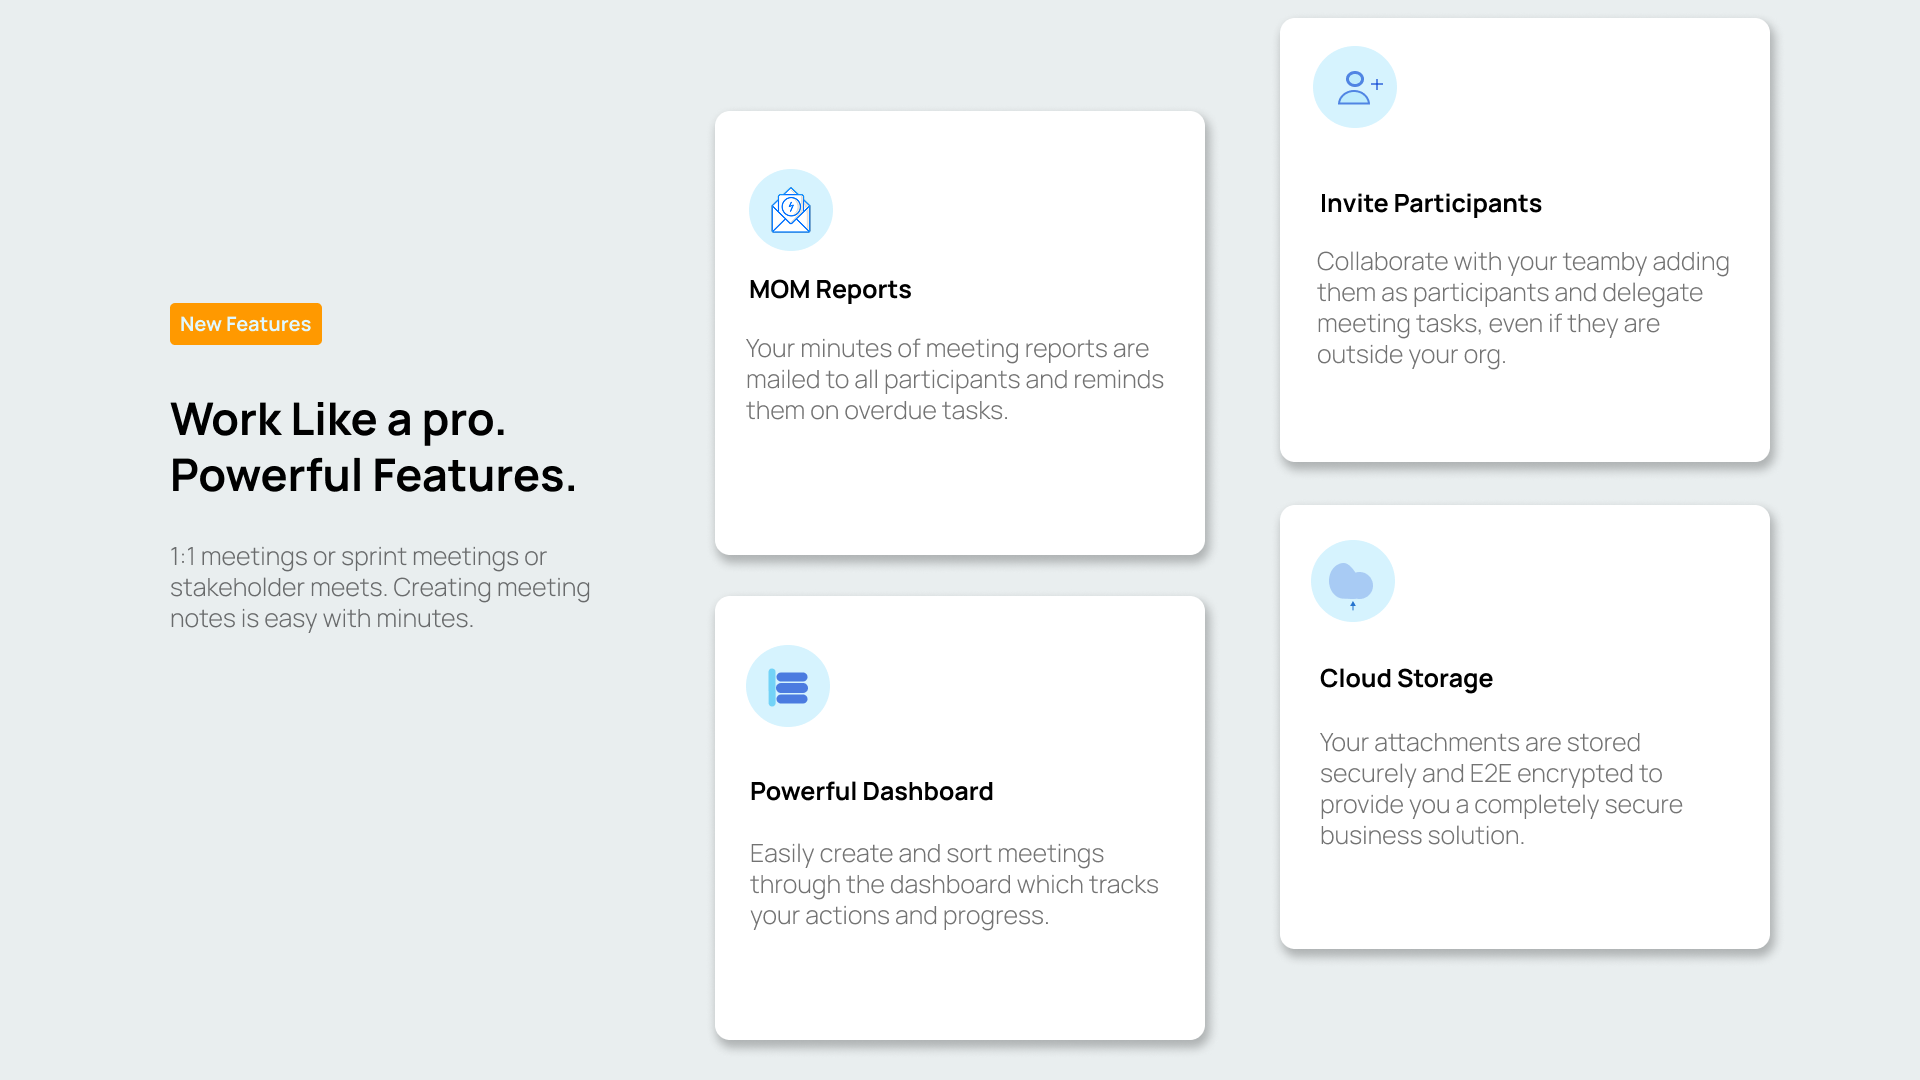 New Features
Work Like a pro.
Powerful Features.
1:1 meetings or sprint meetings or
stakeholder meets. Creating meeting
notes is easy with minutes.
MOM Reports
Your minutes of meeting reports are
mailed to all participants and reminds
them on overdue tasks.
Powerful Dashboard
Easily create and sort meetings
through the dashboard which tracks
your actions and progress.
Invite Participants
Collaborate with your teamby adding
them as participants and delegate
meeting tasks, even if they are
outside your org.
Cloud Storage
Your attachments are stored
securely and E2E encrypted to
provide you a completely secure
business solution.